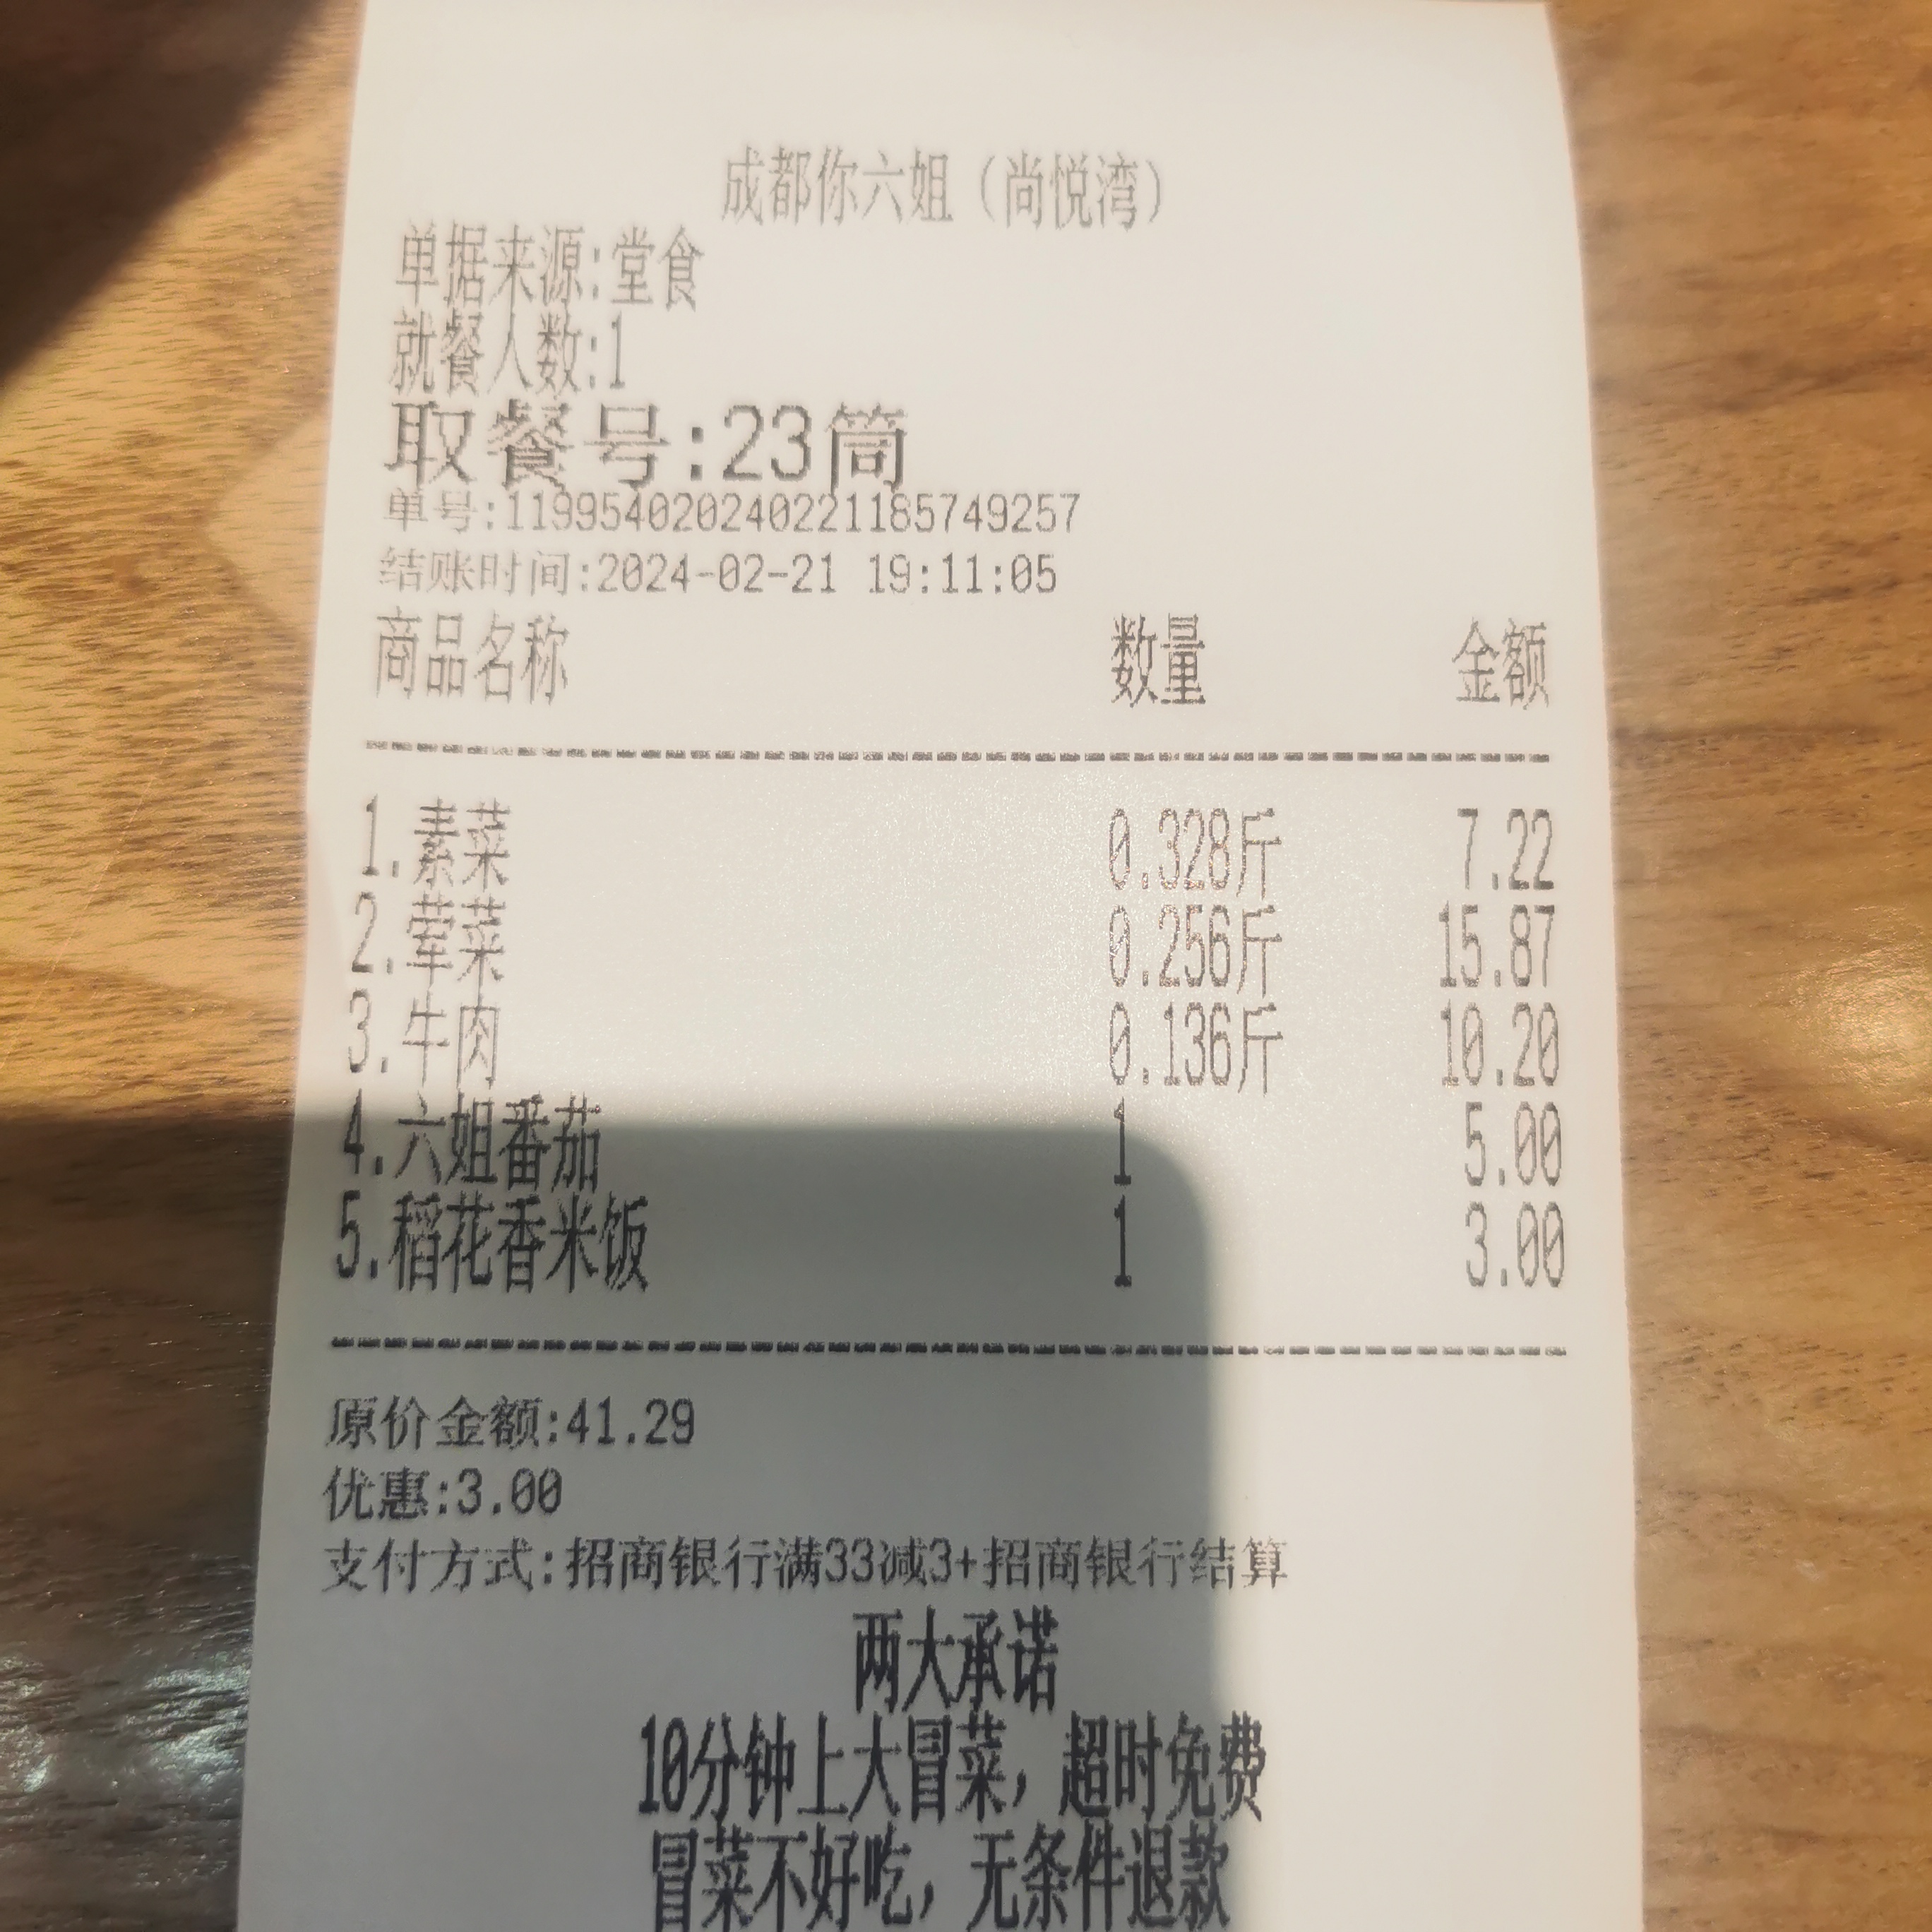 成都你六姐（尚悦湾）
单据来源:堂食
就餐人数:1
取餐号:23筒
单号:119954020240221185749257
结账时间:2024-02-21 19:11:05
商品名称 数量 金额
1.素菜 0.328斤 7.22
2.荤菜 0.256斤 15.87
3.牛肉 0.136斤 10.20
4.六姐番茄 1 5.00
5.稻花香米饭 1 3.00
原价金额:41.29
优惠:3.00
支付方式:招商银行满33减3+招商银行结算
两大承诺
10分钟上大冒菜，超时免费
冒菜不好吃，无条件退款